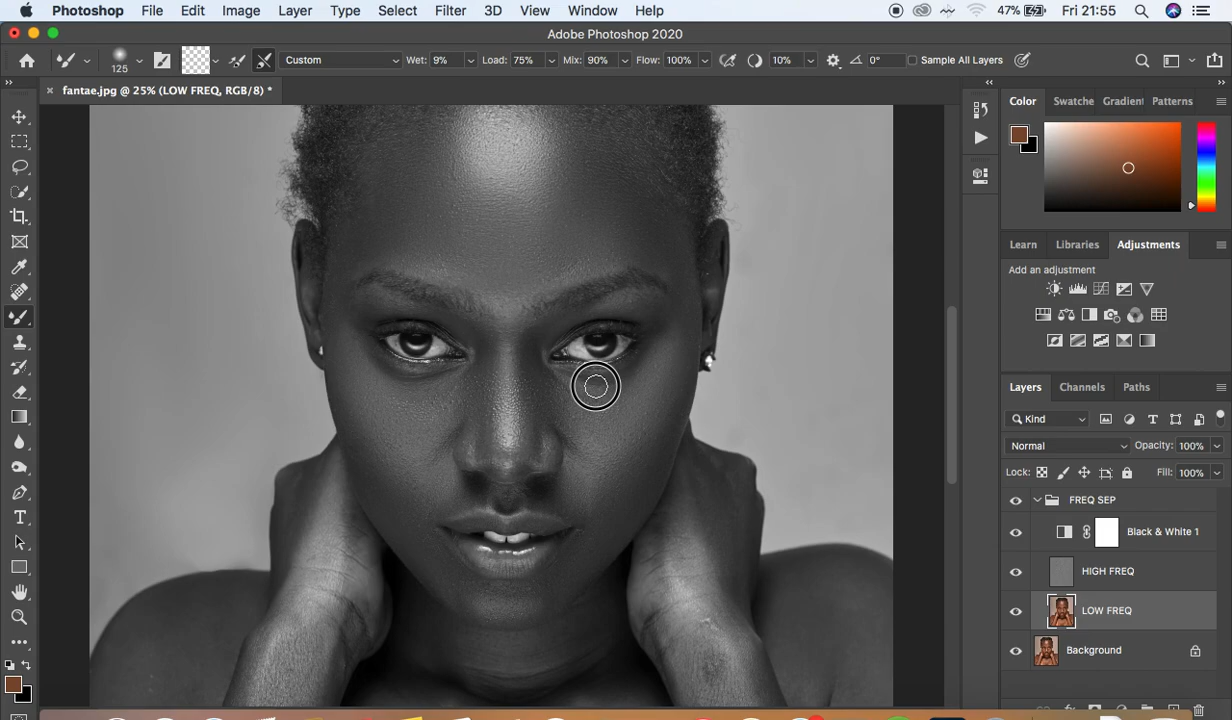 Photoshop File Edit Image Layer Type Select Filter 3D View Window Help 47% Fri 21:55
Adobe Photoshop 2020
125 Custom Wet: 9% Load: 75% Mix: 90% Flow: 100% 10% 0° Sample All Layers
fantae.jpg @ 25% (LOW FREQ, RGB/8) *
Color Swatche Gradient Patterns
Learn Libraries Adjustments
Add an adjustment
Layers Channels Paths
Kind
Normal Opacity: 100%
Lock: Fill: 100%
FREQ SEP
Black & White 1
HIGH FREQ
LOW FREQ
Background